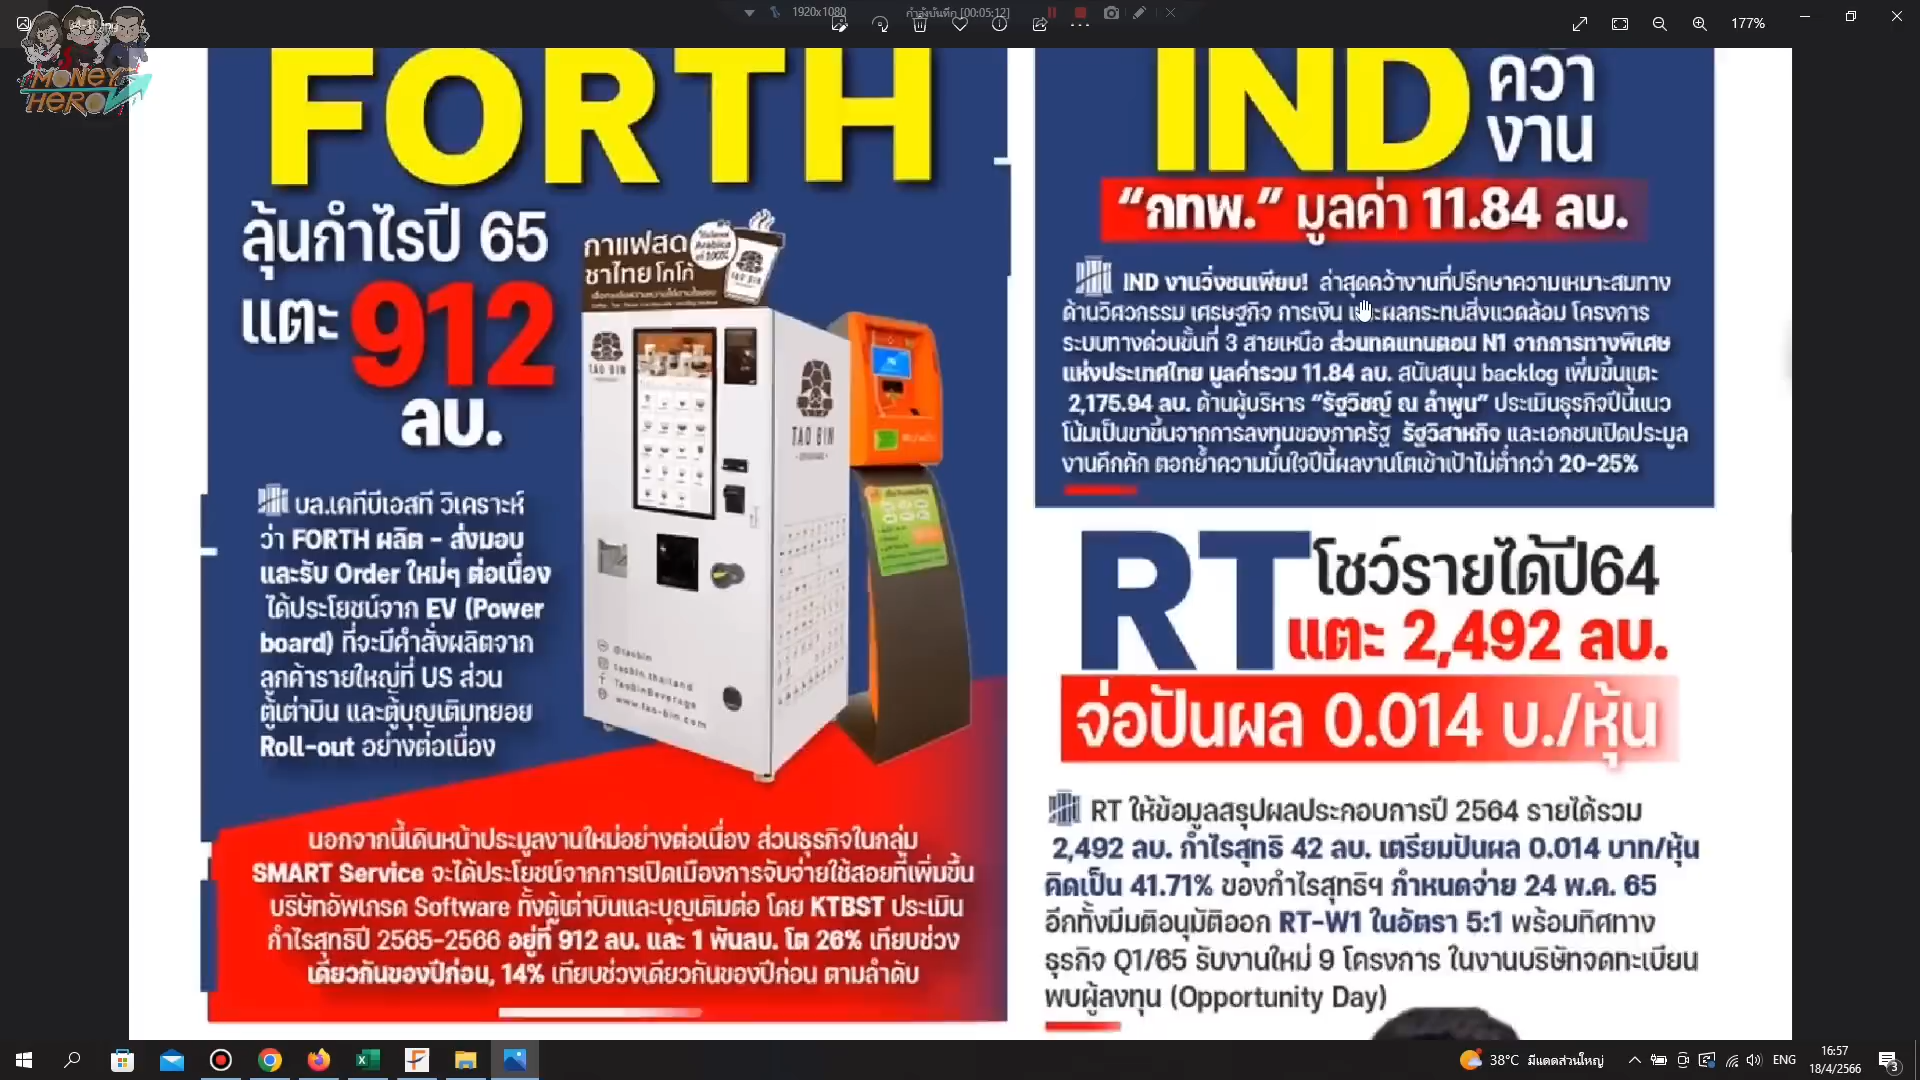 1920x1080
กำลังบันทึก [00:05:12]
177%
MONEY
HERO
FORTH
ลุ้นกำไรปี 65
แตะ 912
ลบ.
กาแฟสด
ชาไทย โกโก้
Arabica
TAO BIN
TAO BIN
TAO BIN
@taobin
taobin.thailand
TaobinBeverage
www.tao-bin.com
บล.เคทีบีเอสที วิเคราะห์
ว่า FORTH ผลิต - ส่งมอบ
และรับ Order ใหม่ๆ ต่อเนื่อง
ได้ประโยชน์จาก EV (Power
board) ที่จะมีคำสั่งผลิตจาก
ลูกค้ารายใหญ่ที่ US ส่วน
ตู้เต่าบิน และตู้บุญเติมทยอย
Roll-out อย่างต่อเนื่อง
นอกจากนี้เดินหน้าประมูลงานใหม่อย่างต่อเนื่อง ส่วนธุรกิจในกลุ่ม
SMART Service จะได้ประโยชน์จากการเปิดเมืองการจับจ่ายใช้สอยที่เพิ่มขึ้น
บริษัทอัพเกรด Software ทั้งตู้เต่าบินและบุญเติมต่อ โดย KTBST ประเมิน
กำไรสุทธิปี 2565-2566 อยู่ที่ 912 ลบ. และ 1 พันลบ. โต 26% เทียบช่วง
เดียวกันของปีก่อน, 14% เทียบช่วงเดียวกันของปีก่อน ตามลำดับ
IND คว้า
งาน
“กทพ.” มูลค่า 11.84 ลบ.
IND งานวิ่งชนเพียบ! ล่าสุดคว้างานที่ปรึกษาความเหมาะสมทาง
ด้านวิศวกรรม เศรษฐกิจ การเงิน และผลกระทบสิ่งแวดล้อม โครงการ
ระบบทางด่วนขั้นที่ 3 สายเหนือ ส่วนทดแทนตอน N1 จากการทางพิเศษ
แห่งประเทศไทย มูลค่ารวม 11.84 ลบ. สนับสนุน backlog เพิ่มขึ้นแตะ
2,175.94 ลบ. ด้านผู้บริหาร “รัฐวิชญ์ ณ ลำพูน” ประเมินธุรกิจปีนี้แนว
โน้มเป็นขาขึ้นจากการลงทุนของภาครัฐ รัฐวิสาหกิจ และเอกชนเปิดประมูล
งานคึกคัก ตอกย้ำความมั่นใจปีนี้ผลงานโตเข้าเป้าไม่ต่ำกว่า 20-25%
RT โชว์รายได้ปี64
แตะ 2,492 ลบ.
จ่อปันผล 0.014 บ./หุ้น
RT ให้ข้อมูลสรุปผลประกอบการปี 2564 รายได้รวม
2,492 ลบ. กำไรสุทธิ 42 ลบ. เตรียมปันผล 0.014 บาท/หุ้น
คิดเป็น 41.71% ของกำไรสุทธิฯ กำหนดจ่าย 24 พ.ค. 65
อีกทั้งมีมติอนุมัติออก RT-W1 ในอัตรา 5:1 พร้อมทิศทาง
ธุรกิจ Q1/65 รับงานใหม่ 9 โครงการ ในงานบริษัทจดทะเบียน
พบผู้ลงทุน (Opportunity Day)
38°C มีแดดส่วนใหญ่
ENG
16:57
18/4/2566
3